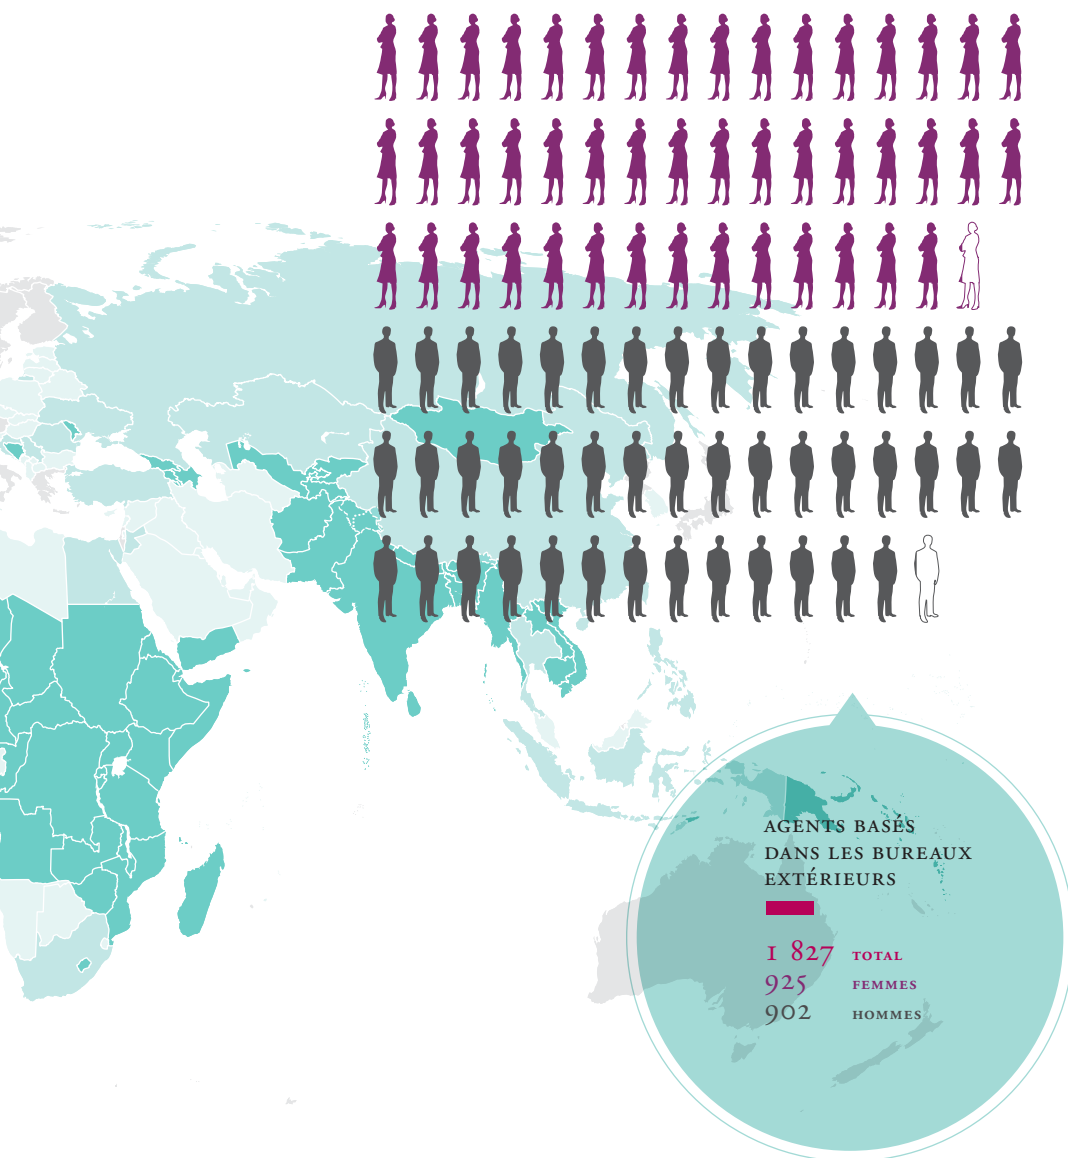 AGENTS BASÉS
DANS LES BUREAUX
EXTÉRIEURS
1 827 TOTAL
925 FEMMES
902 HOMMES